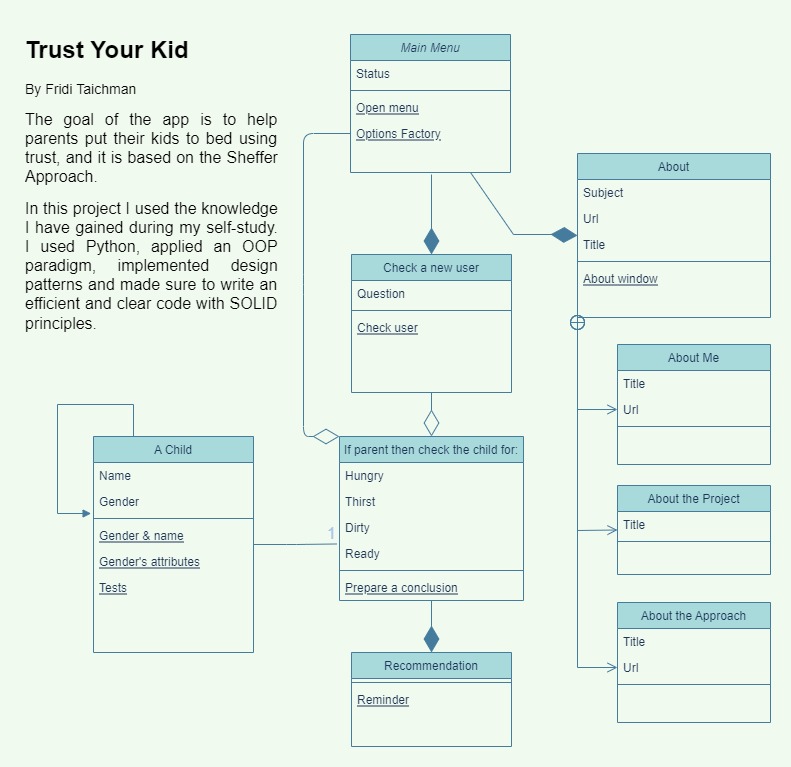 Trust Your Kid
By Fridi Taichman
The goal of the app is to help
parents put their kids to bed using
trust, and it is based on the Sheffer
Approach.
In this project I used the knowledge
I have gained during my self-study.
I used Python, applied an OOP
paradigm, implemented design
patterns and made sure to write an
efficient and clear code with SOLID
principles.
Main Menu
Status
Open menu
Options Factory
About
Subject
Url
Title
About window
Check a new user
Question
Check user
About Me
Title
Url
A Child
Name
Gender
Gender & name
Gender's attributes
Tests
1
If parent then check the child for:
Hungry
Thirst
Dirty
Ready
Prepare a conclusion
About the Project
Title
About the Approach
Title
Url
Recommendation
Reminder